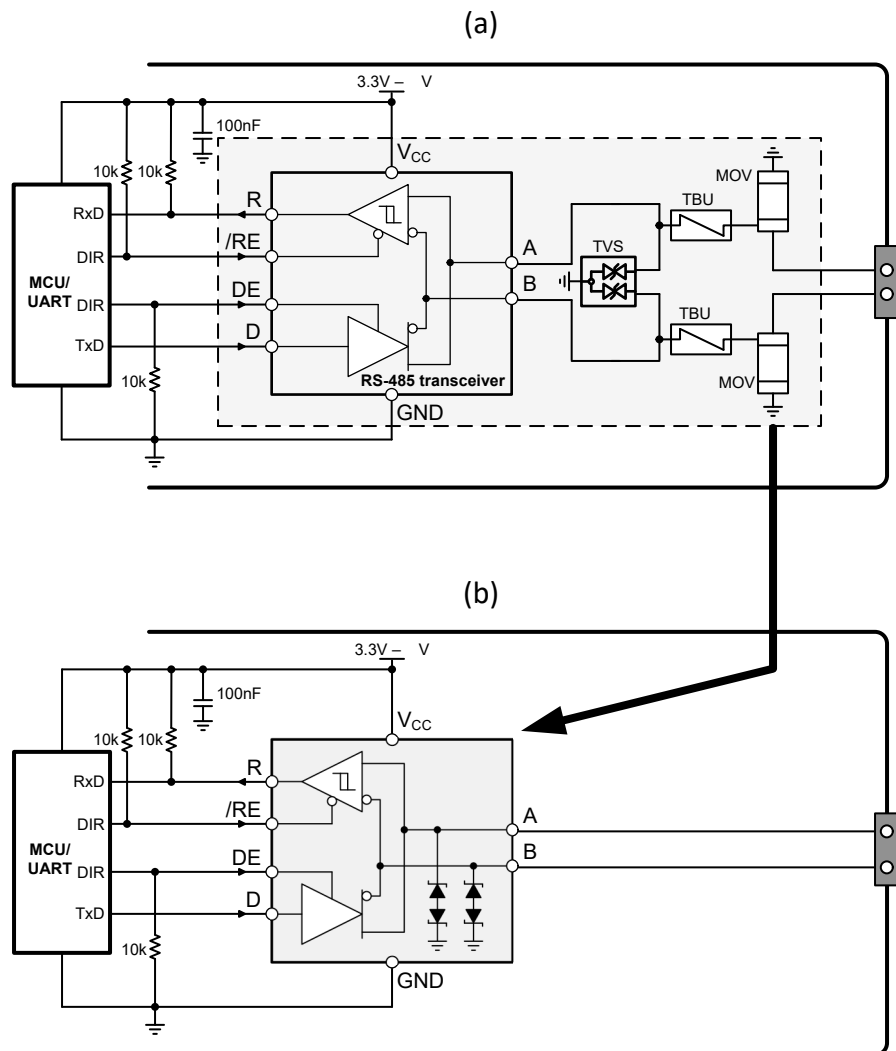 (a)
3.3V – V
100nF
VCC
10k
10k
MOV
TBU
RxD
R
/RE
DIR
A
TVS
MCU/
UART
B
DIR
DE
TBU
TxD
D
10k
RS-485 transceiver
MOV
GND
(b)
3.3V – V
100nF
VCC
10k
10k
RxD
R
/RE
DIR
A
MCU/
UART
B
DIR
DE
TxD
D
10k
GND